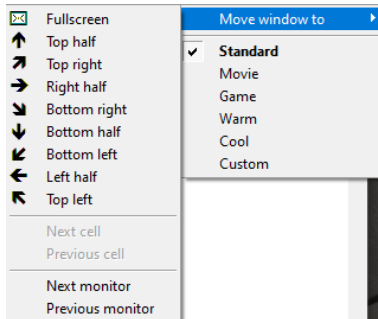 Fullscreen
Top half
Top right
Right half
Bottom right
Bottom half
Bottom left
Left half
Top left
Next cell
Previous cell
Next monitor
Previous monitor
Move window to
Standard
Movie
Game
Warm
Cool
Custom